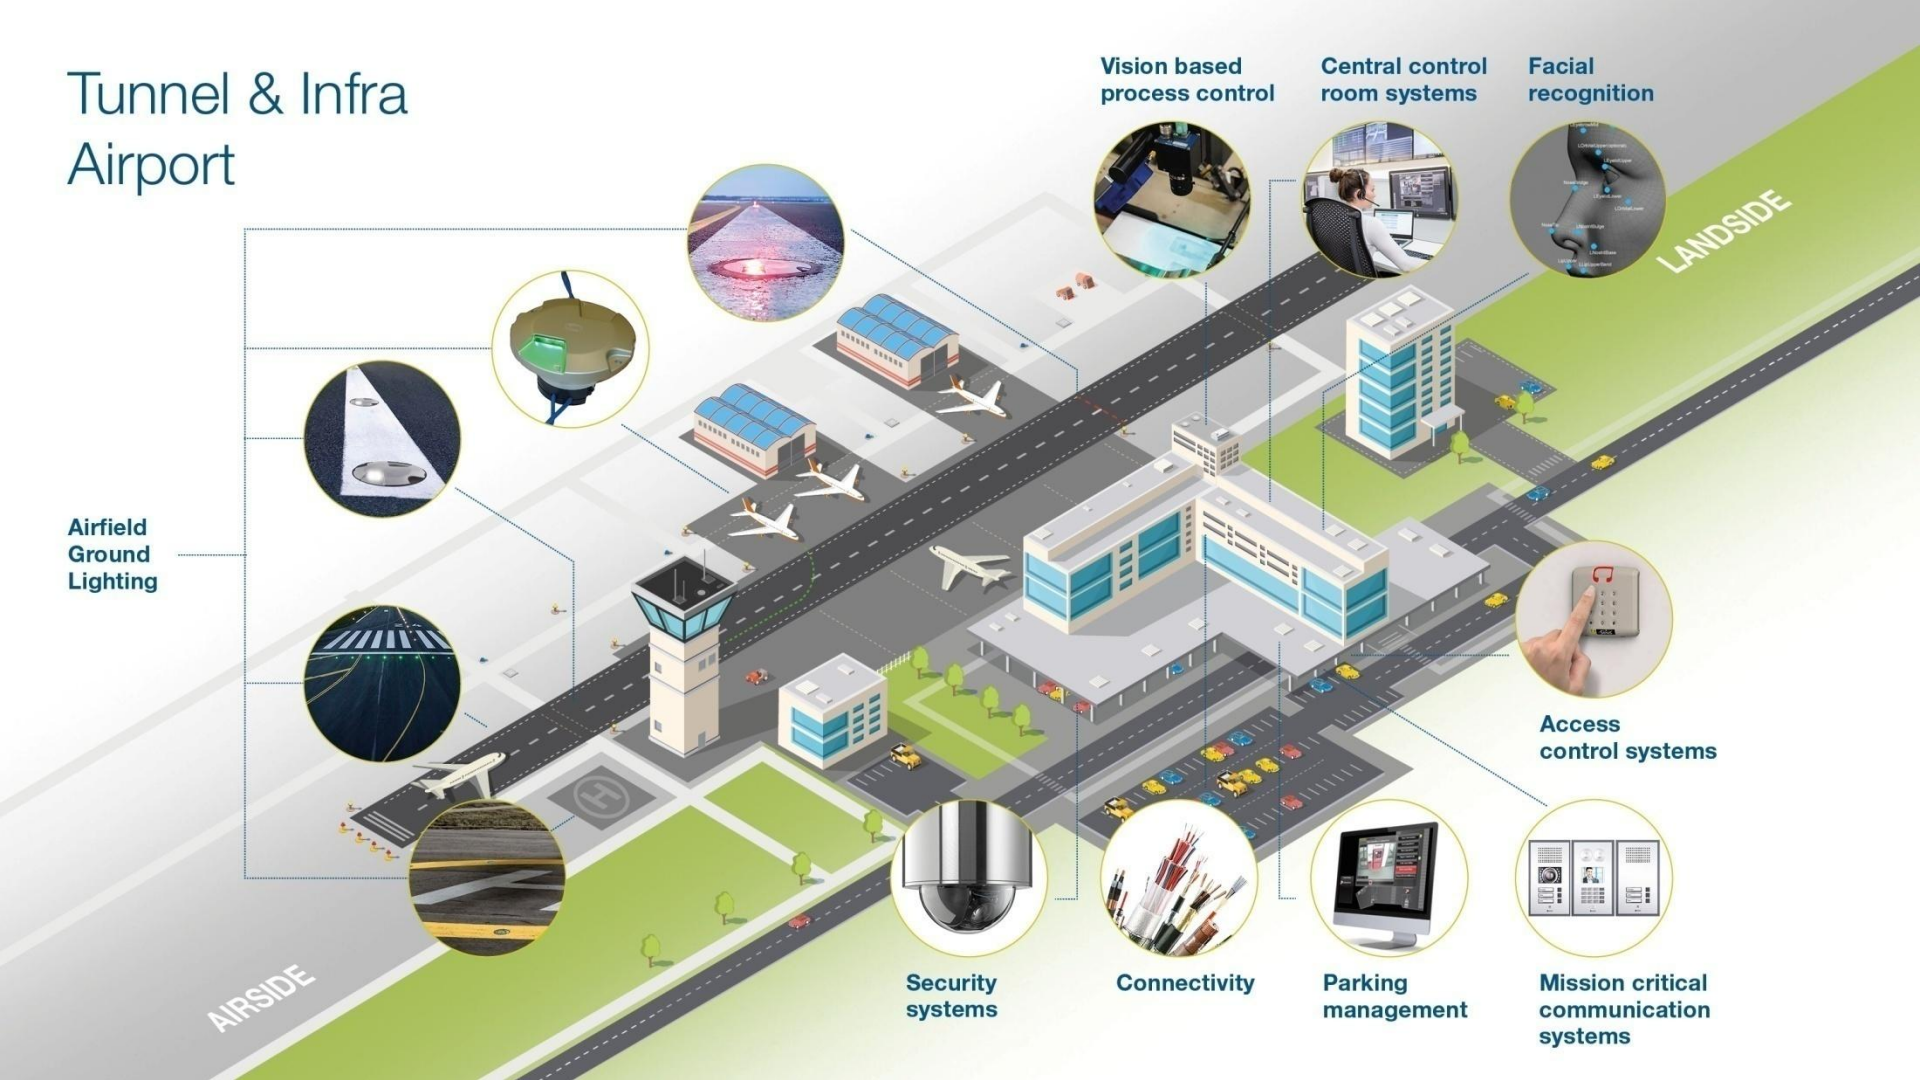 Tunnel & Infra
Airport
Vision based
process control
Central control
room systems
Facial
recognition
LANDSIDE
Airfield
Ground
Lighting
H
Access
control systems
AIRSIDE
Security
systems
Connectivity
Parking
management
Mission critical
communication
systems